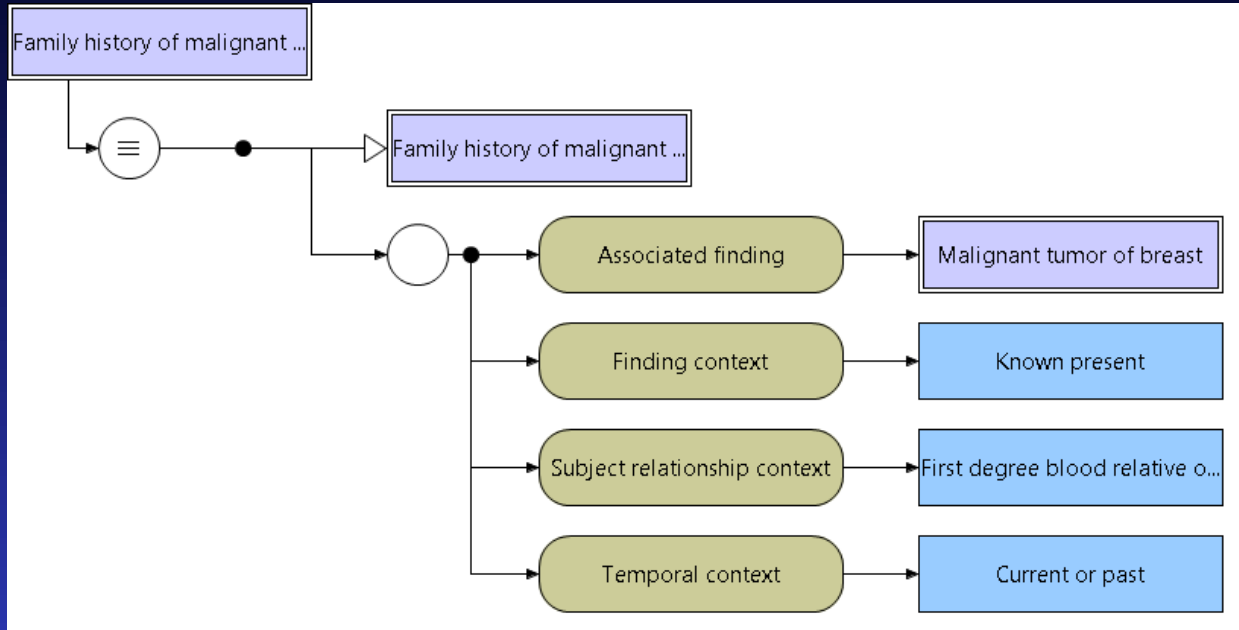 Family history of malignant ...
Family history of malignant ...
Associated finding
Malignant tumor of breast
Finding context
Known present
Subject relationship context
First degree blood relative o...
Temporal context
Current or past